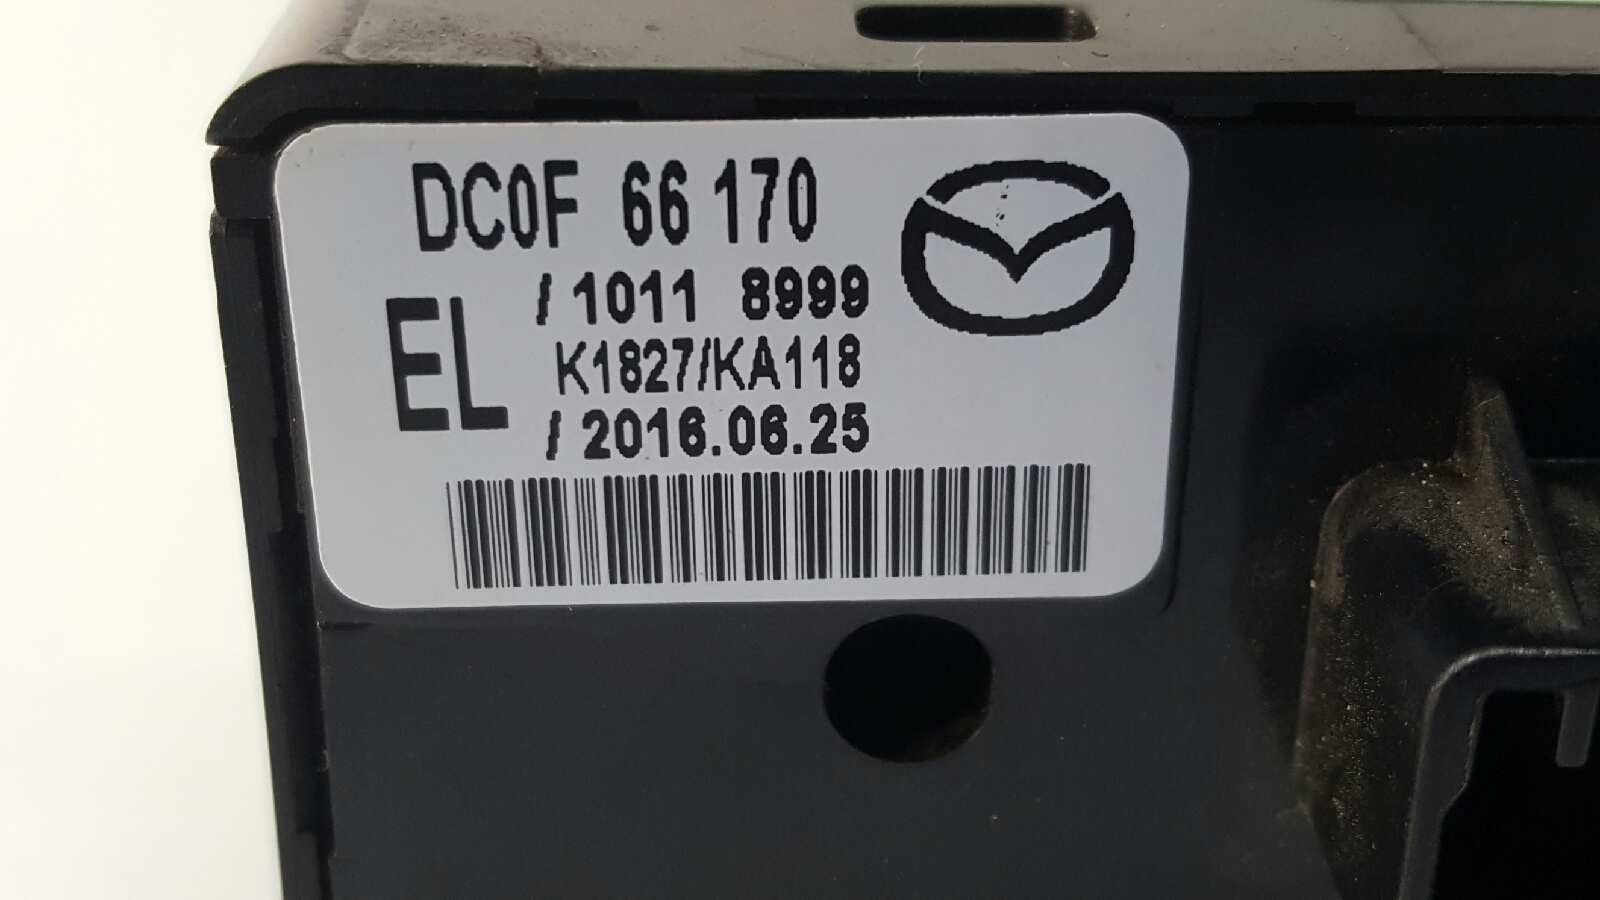 DC0F 66 170
/ 1011 8999
EL
K1827/KA118
/ 2016.06.25